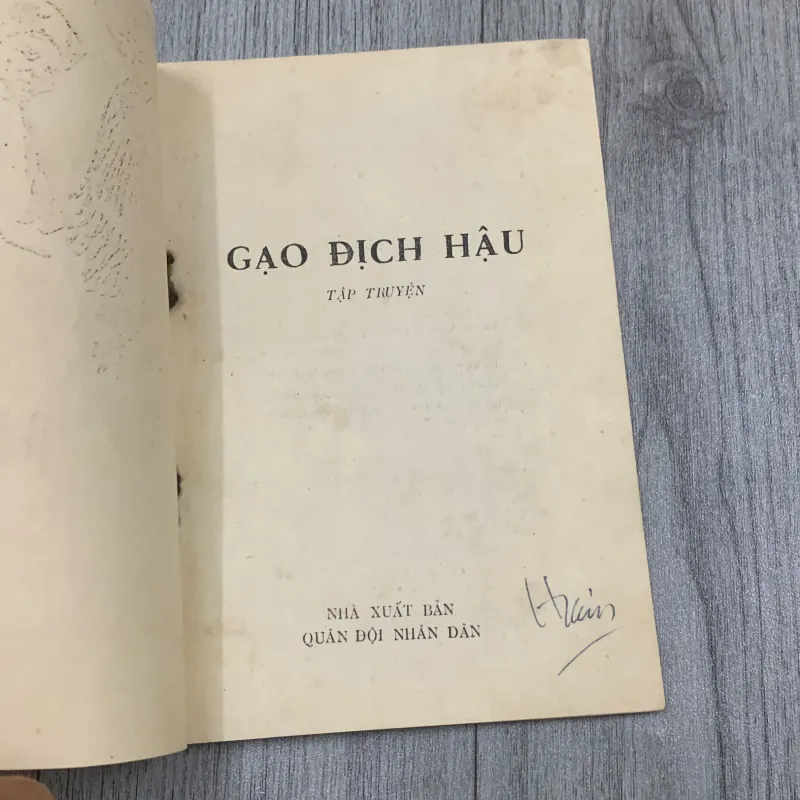 GẠO ĐỊCH HẬU
TẬP TRUYỆN
NHÀ XUẤT BẢN
QUÂN ĐỘI NHÂN DÂN